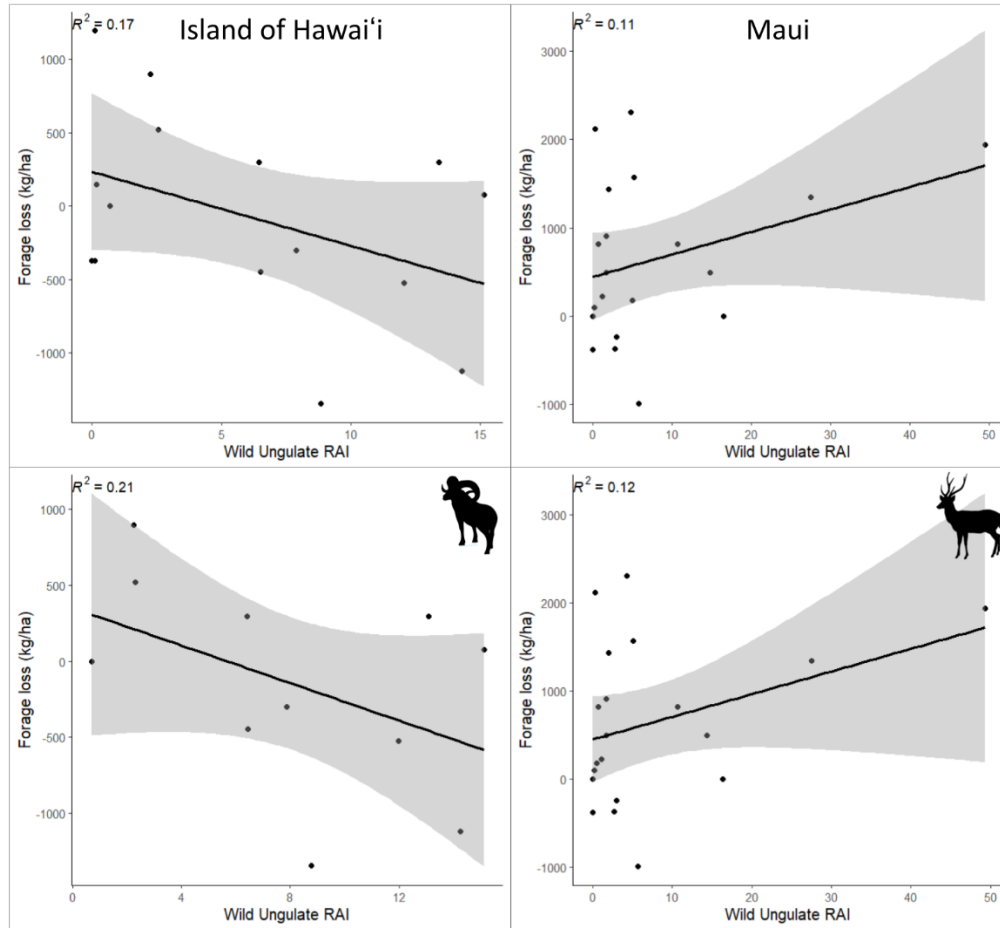 R² = 0.17
Island of Hawaiʻi
1000
500
0
-500
-1000
Forage loss (kg/ha)
0
5
10
15
Wild Ungulate RAI
R² = 0.11
Maui
3000
2000
1000
0
-1000
Forage loss (kg/ha)
0
10
20
30
40
50
Wild Ungulate RAI
R² = 0.21
1000
500
0
-500
-1000
Forage loss (kg/ha)
0
4
8
12
Wild Ungulate RAI
R² = 0.12
3000
2000
1000
0
-1000
Forage loss (kg/ha)
0
10
20
30
40
50
Wild Ungulate RAI